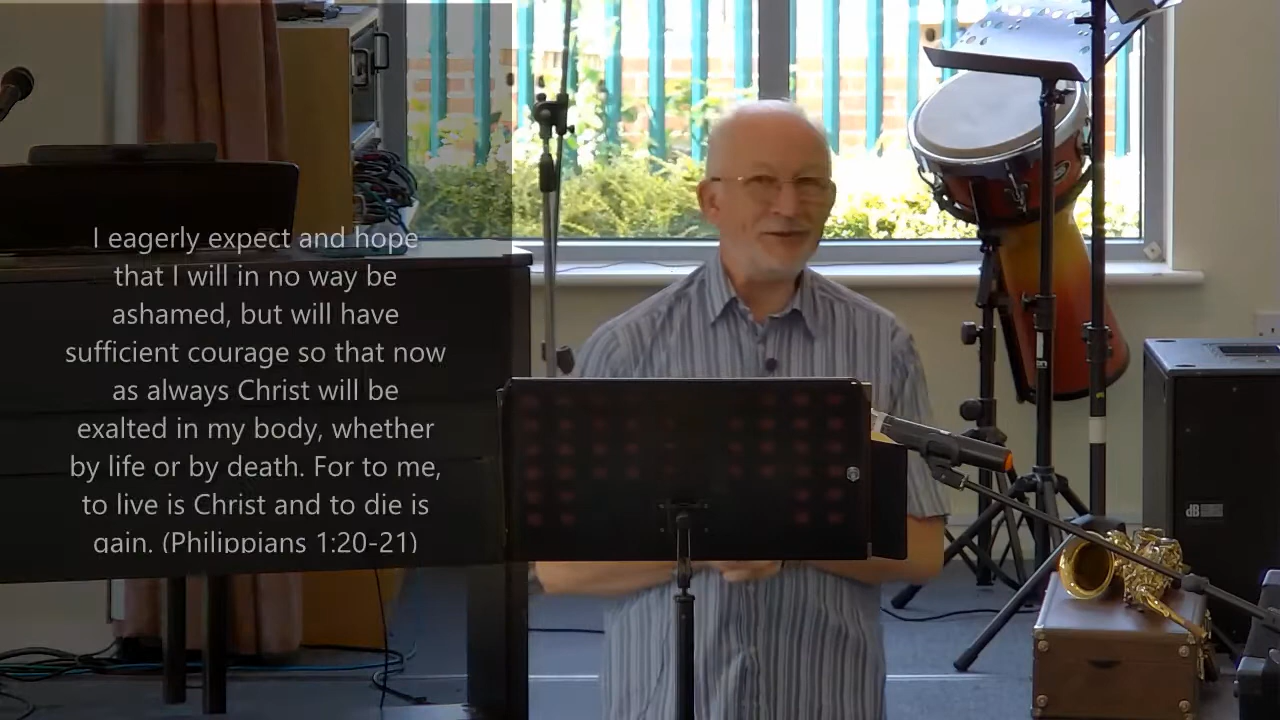 I eagerly expect and hope
that I will in no way be
ashamed, but will have
sufficient courage so that now
as always Christ will be
exalted in my body, whether
by life or by death. For to me,
to live is Christ and to die is
gain. (Philippians 1:20-21)
dB